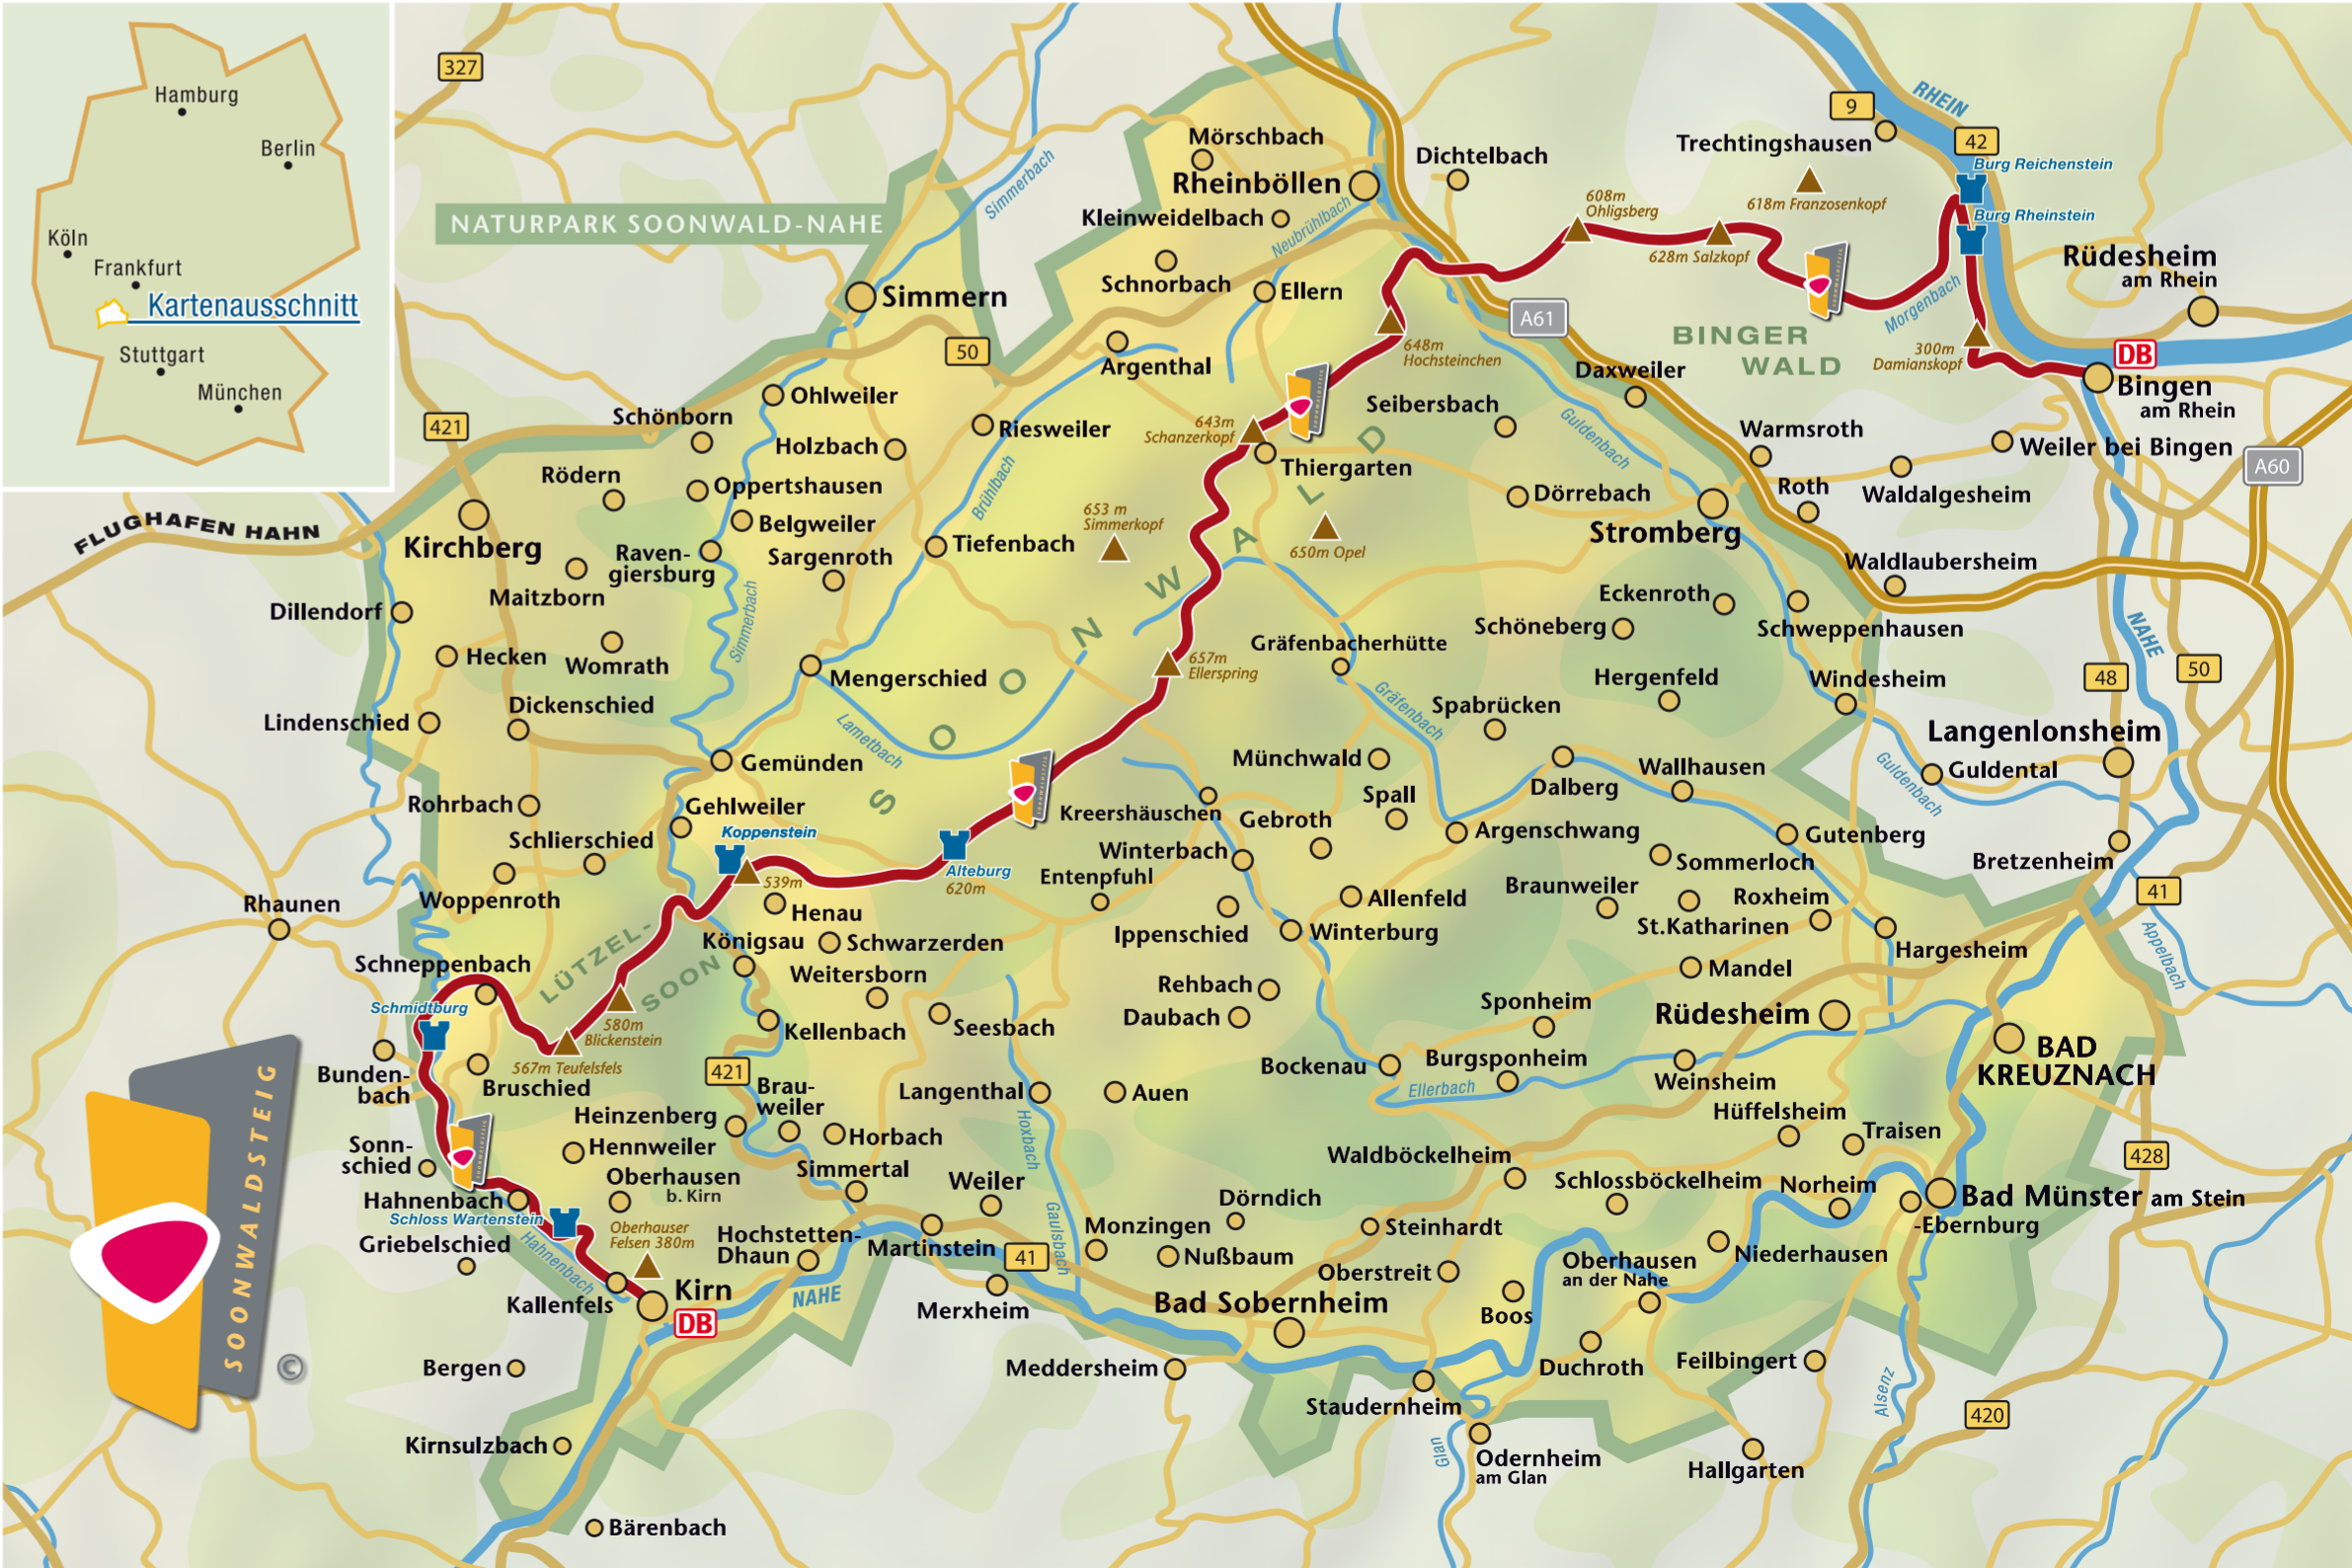 Hamburg
Berlin
Köln
Frankfurt
Kartenausschnitt
Stuttgart
München
327
NATURPARK SOONWALD-NAHE
Simmerbach
Mörschbach
Rheinböllen
Kleinweidelbach
Neubrühlbach
Schnorbach
Ellern
Argenthal
Dichtelbach
608m
Ohligsberg
628m Salzkopf
Trechtingshausen
618m Franzosenkopf
9
RHEIN
42
Burg Reichenstein
Burg Rheinstein
Rüdesheim
am Rhein
Morgenbach
BINGER
WALD
300m
Damianskopf
DB
Bingen
am Rhein
A61
A60
648m
Hochsteinchen
Daxweiler
Seibersbach
Guldenbach
Warmsroth
Weiler bei Bingen
Waldalgesheim
Roth
Dörrebach
Stromberg
Waldlaubersheim
Eckenroth
Schweppenhausen
Schöneberg
Hergenfeld
Windesheim
NAHE
48
50
Langenlonsheim
Guldental
Guldenbach
Bretzenheim
41
Appelbach
Simmern
50
421
Schönborn
Ohlweiler
Holzbach
Riesweiler
Rödern
Oppertshausen
Belgweiler
Brühlbach
643m
Schanzerkopf
Thiergarten
653 m
Simmerkopf
650m Opel
FLUGHAFEN HAHN
Kirchberg
Raven-
giersburg
Sargenroth
Tiefenbach
Maitzborn
Dillendorf
Simmerbach
Hecken
Womrath
Mengerschied
SOONWALD
657m
Ellerspring
Gräfenbacherhütte
Gräfenbach
Spabrücken
Lindenschied
Dickenschied
Lametbach
Gemünden
Münchwald
Dalberg
Wallhausen
Rohrbach
Gehlweiler
Schlierschied
Koppenstein
539m
Alteburg
620m
Kreershäuschen
Gebroth
Spall
Argenschwang
Gutenberg
Winterbach
Sommerloch
Entenpfuhl
Woppenroth
Rhaunen
Henau
Allenfeld
Braunweiler
Roxheim
St.Katharinen
Hargesheim
Ippenschied
Winterburg
Königsau
Schwarzerden
LÜTZEL-
SOON
Weitersborn
Schneppenbach
Schmidtburg
580m
Blickenstein
567m Teufelsfels
Kellenbach
Seesbach
Rehbach
Daubach
Mandel
Sponheim
Rüdesheim
BAD
KREUZNACH
Bunden-
bach
Bruschied
421
Brau-
weiler
Langenthal
Auen
Bockenau
Burgsponheim
Ellerbach
Weinsheim
Hüffelsheim
Traisen
428
Heinzenberg
Hennweiler
Horbach
Hoxbach
Sonn-
schied
Oberhausen
b. Kirn
Simmertal
Weiler
Waldböckelheim
Schlossböckelheim
Norheim
Bad Münster am Stein
-Ebernburg
Hahnenbach
Schloss Wartenstein
Griebelschied
Hahnenbach
Oberhauser
Felsen 380m
Hochstetten-
Dhaun
Martinstein
Gaulsbach
Monzingen
Dörndich
Nußbaum
Steinhardt
Oberstreit
Oberhausen
an der Nahe
Niederhausen
41
Kallenfels
Kirn
DB
NAHE
Merxheim
Bad Sobernheim
Boos
Duchroth
Feilbingert
Bergen
Meddersheim
Staudernheim
Alsenz
420
Kirnsulzbach
Glan
Odernheim
am Glan
Hallgarten
Bärenbach
SOONWALDSTEIG
©